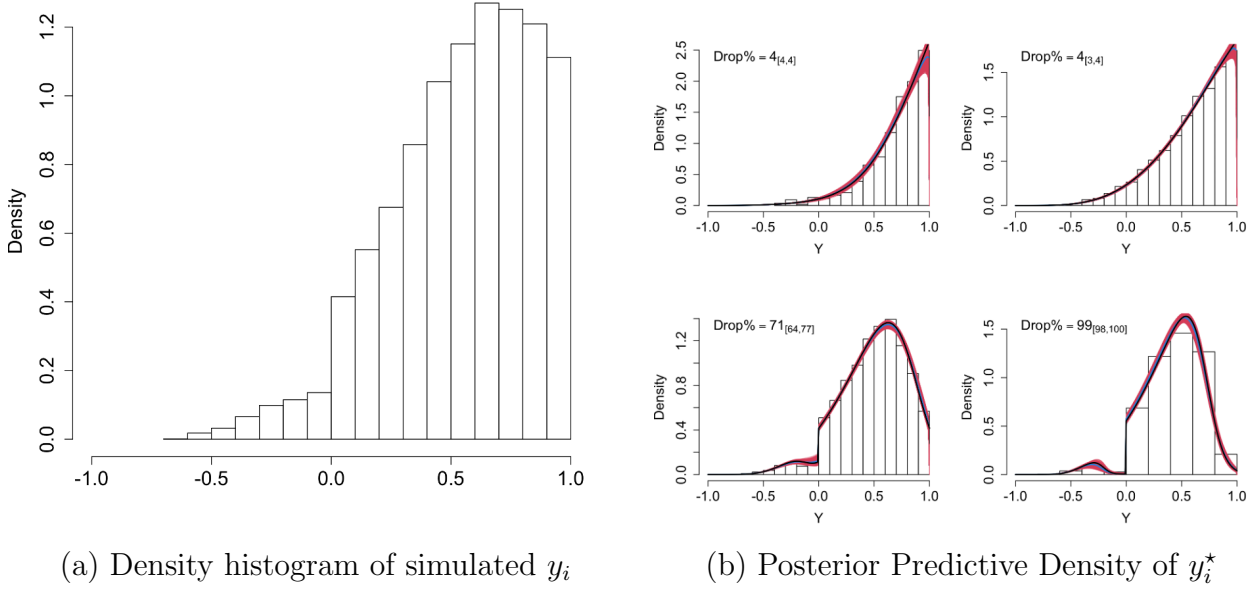 Density
0.0 0.2 0.4 0.6 0.8 1.0 1.2
-1.0 -0.5 0.0 0.5 1.0
(a) Density histogram of simulated y_i
Drop% = 4_[4,4]
Density
0.0 0.5 1.0 1.5 2.0 2.5
-1.0 -0.5 0.0 0.5 1.0
Y
Drop% = 4_[3,4]
Density
0.0 0.5 1.0 1.5
-1.0 -0.5 0.0 0.5 1.0
Y
Drop% = 71_[64,77]
Density
0.0 0.4 0.8 1.2
-1.0 -0.5 0.0 0.5 1.0
Y
Drop% = 99_[98,100]
Density
0.0 0.5 1.0 1.5
-1.0 -0.5 0.0 0.5 1.0
Y
(b) Posterior Predictive Density of y_i^⋆